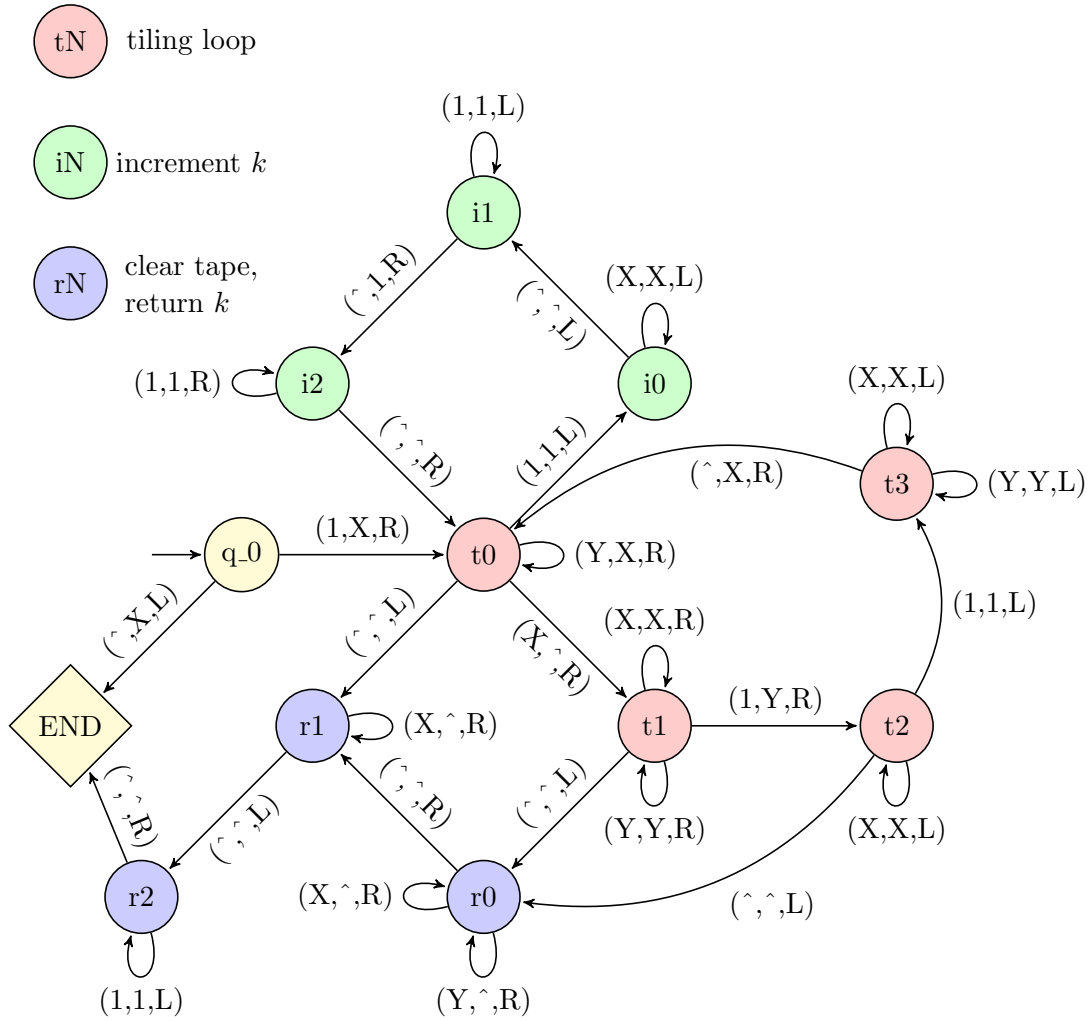 tN
tiling loop
(1,1,L)
iN
increment k
i1
rN
clear tape,
return k
(ˆ,1,R)
(ˆ,ˆ,L)
(X,X,L)
(1,1,R)
i2
i0
(X,X,L)
(ˆ,ˆ,R)
(1,1,L)
(ˆ,X,R)
t3
(Y,Y,L)
q_0
(1,X,R)
t0
(Y,X,R)
(ˆ,X,L)
(ˆ,ˆ,L)
(X,ˆ,R)
(X,X,R)
(1,1,L)
END
r1
(X,ˆ,R)
t1
(1,Y,R)
t2
(ˆ,ˆ,R)
(ˆ,ˆ,L)
(ˆ,ˆ,R)
(ˆ,ˆ,L)
(Y,Y,R)
(X,X,L)
r2
(X,ˆ,R)
r0
(ˆ,ˆ,L)
(1,1,L)
(Y,ˆ,R)